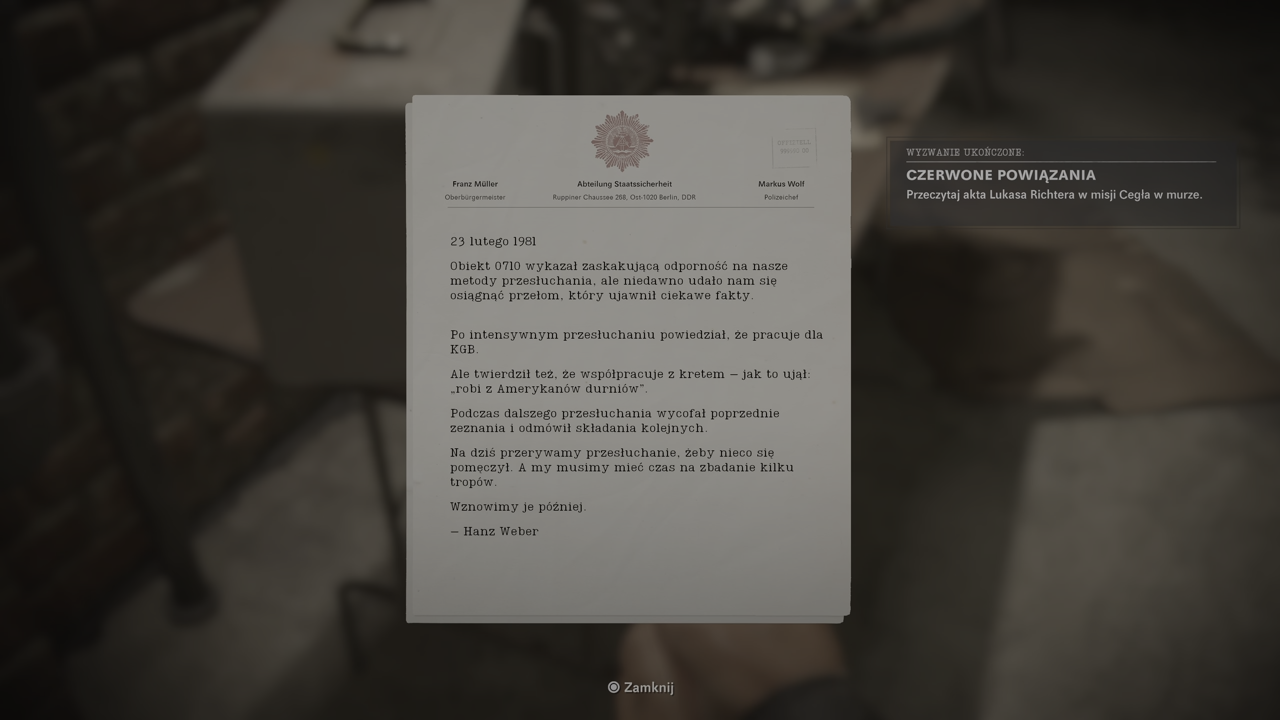 Franz Müller
Oberbürgermeister
Abteilung Staatssicherheit
Ruppiner Chaussee 268, Ost-1020 Berlin, DDR
Markus Wolf
Polizeichef
23 lutego 1981
Obiekt 0710 wykazał zaskakującą odporność na nasze
metody przesłuchania, ale niedawno udało nam się
osiągnąć przełom, który ujawnił ciekawe fakty.
Po intensywnym przesłuchaniu powiedział, że pracuje dla
KGB.
Ale twierdził też, że współpracuje z kretem – jak to ujął:
„robi z Amerykanów durniów”.
Podczas dalszego przesłuchania wycofał poprzednie
zeznania i odmówił składania kolejnych.
Na dziś przerywamy przesłuchanie, żeby nieco się
pomęczył. A my musimy mieć czas na zbadanie kilku
tropów.
Wznowimy je później.
– Hanz Weber
WYZWANIE UKOŃCZONE:
CZERWONE POWIĄZANIA
Przeczytaj akta Lukasa Richtera w misji Cegła w murze.
Zamknij